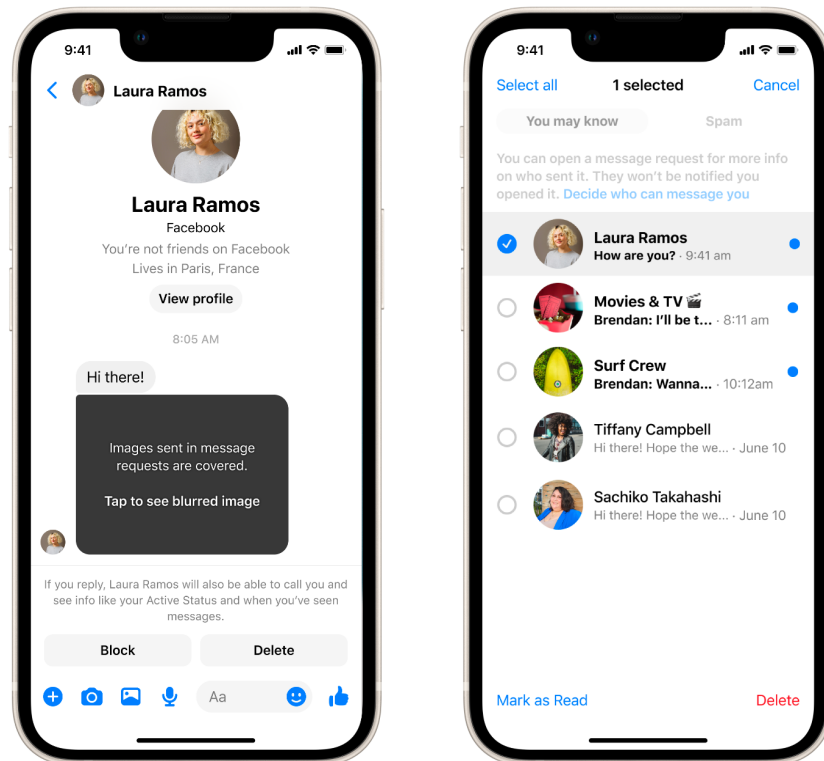 9:41
Laura Ramos
Laura Ramos
Facebook
You're not friends on Facebook
Lives in Paris, France
View profile
8:05 AM
Hi there!
Images sent in message
requests are covered.
Tap to see blurred image
If you reply, Laura Ramos will also be able to call you and
see info like your Active Status and when you've seen
messages.
Block
Delete
Aa
9:41
Select all
1 selected
Cancel
You may know
Spam
You can open a message request for more info
on who sent it. They won't be notified you
opened it. Decide who can message you
Laura Ramos
How are you? · 9:41 am
Movies & TV 🎬
Brendan: I'll be t... · 8:11 am
Surf Crew
Brendan: Wanna... · 10:12am
Tiffany Campbell
Hi there! Hope the we... · June 10
Sachiko Takahashi
Hi there! Hope the we... · June 10
Mark as Read
Delete